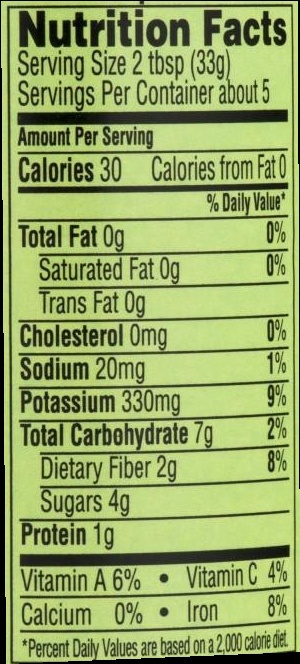 Nutrition Facts
Serving Size 2 tbsp (33g)
Servings Per Container about 5
Amount Per Serving
Calories 30 Calories from Fat 0
% Daily Value*
Total Fat 0g 0%
Saturated Fat 0g 0%
Trans Fat 0g
Cholesterol 0mg 0%
Sodium 20mg 1%
Potassium 330mg 9%
Total Carbohydrate 7g 2%
Dietary Fiber 2g 8%
Sugars 4g
Protein 1g
Vitamin A 6% • Vitamin C 4%
Calcium 0% • Iron 8%
*Percent Daily Values are based on a 2,000 calorie diet.